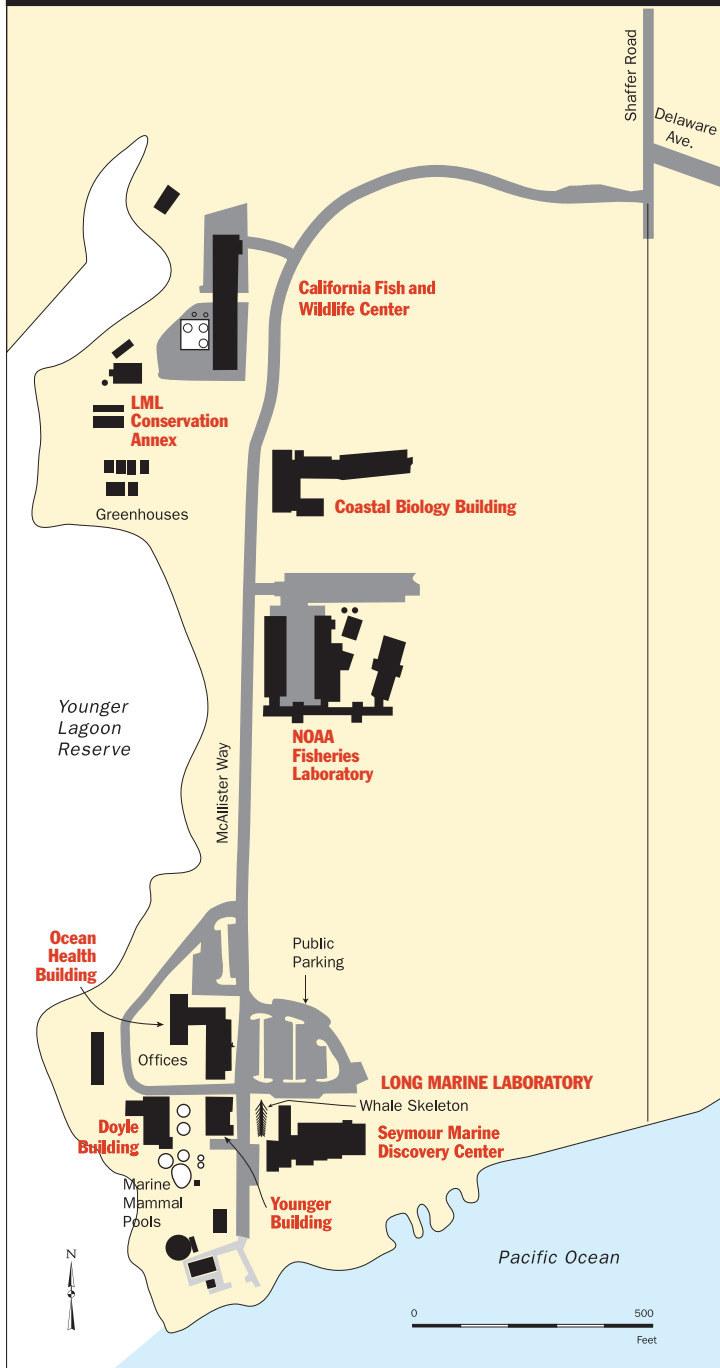 Shaffer Road
Delaware
Ave.
California Fish and
Wildlife Center
LML
Conservation
Annex
Greenhouses
Coastal Biology Building
Younger
Lagoon
Reserve
McAllister Way
NOAA
Fisheries
Laboratory
Ocean
Health
Building
Public
Parking
Offices
LONG MARINE LABORATORY
Whale Skeleton
Doyle
Building
Seymour Marine
Discovery Center
Marine
Mammal
Pools
Younger
Building
N
Pacific Ocean
0 500
Feet